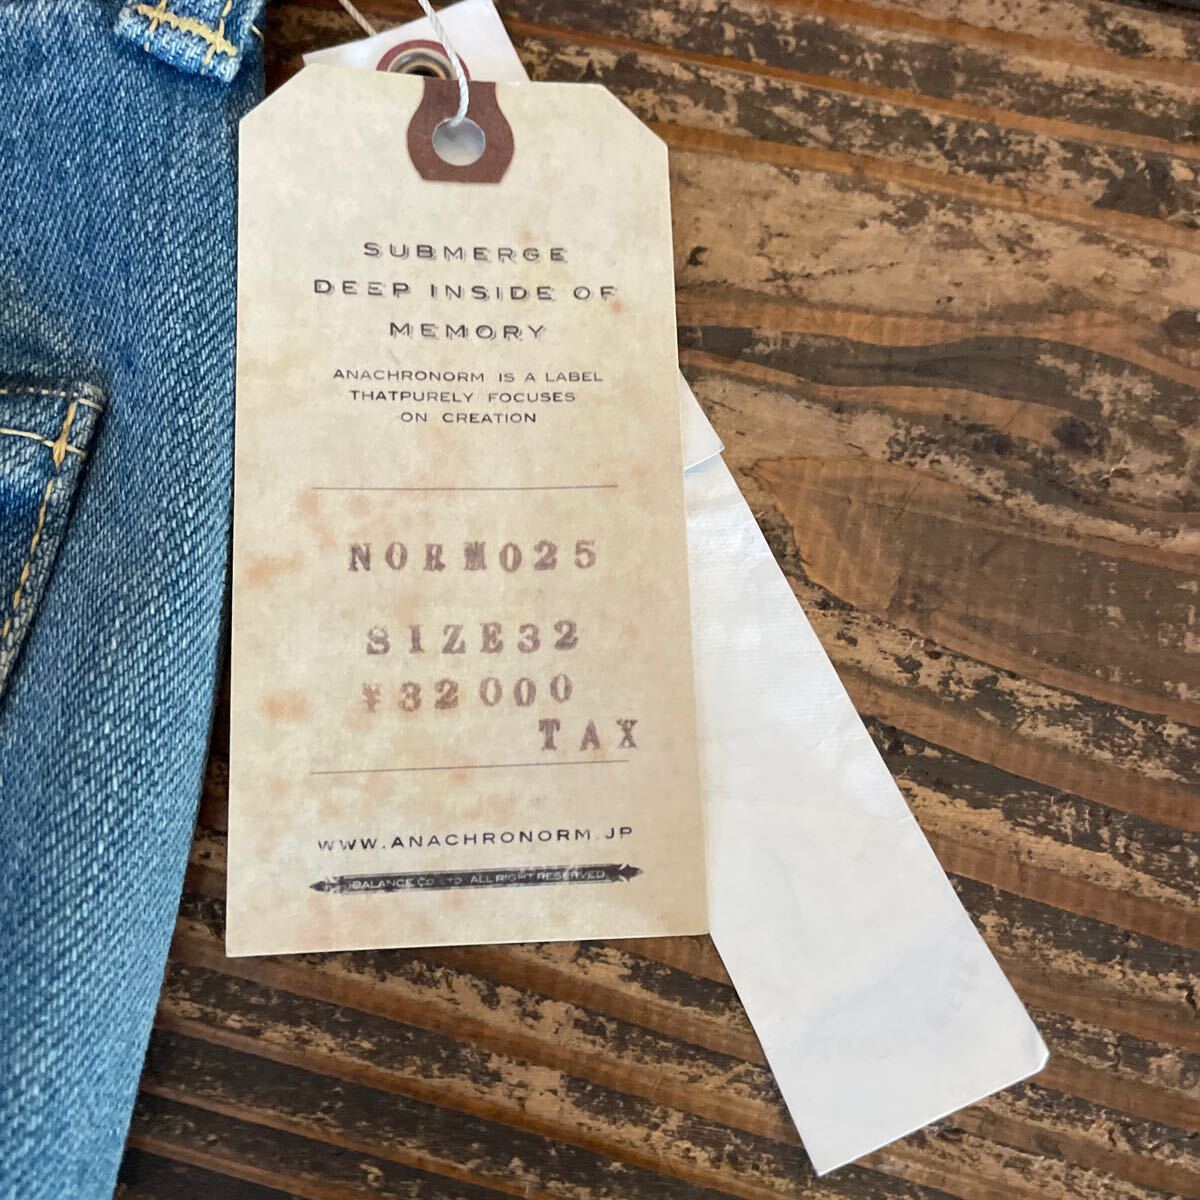 SUBMERGE
DEEP INSIDE OF
MEMORY
ANACHRONORM IS A LABEL
THATPURELY FOCUSES
ON CREATION
NORM025
SIZE32
¥32000
TAX
WWW.ANACHRONORM.JP
BALANCE CO LTD ALL RIGHT RESERVED